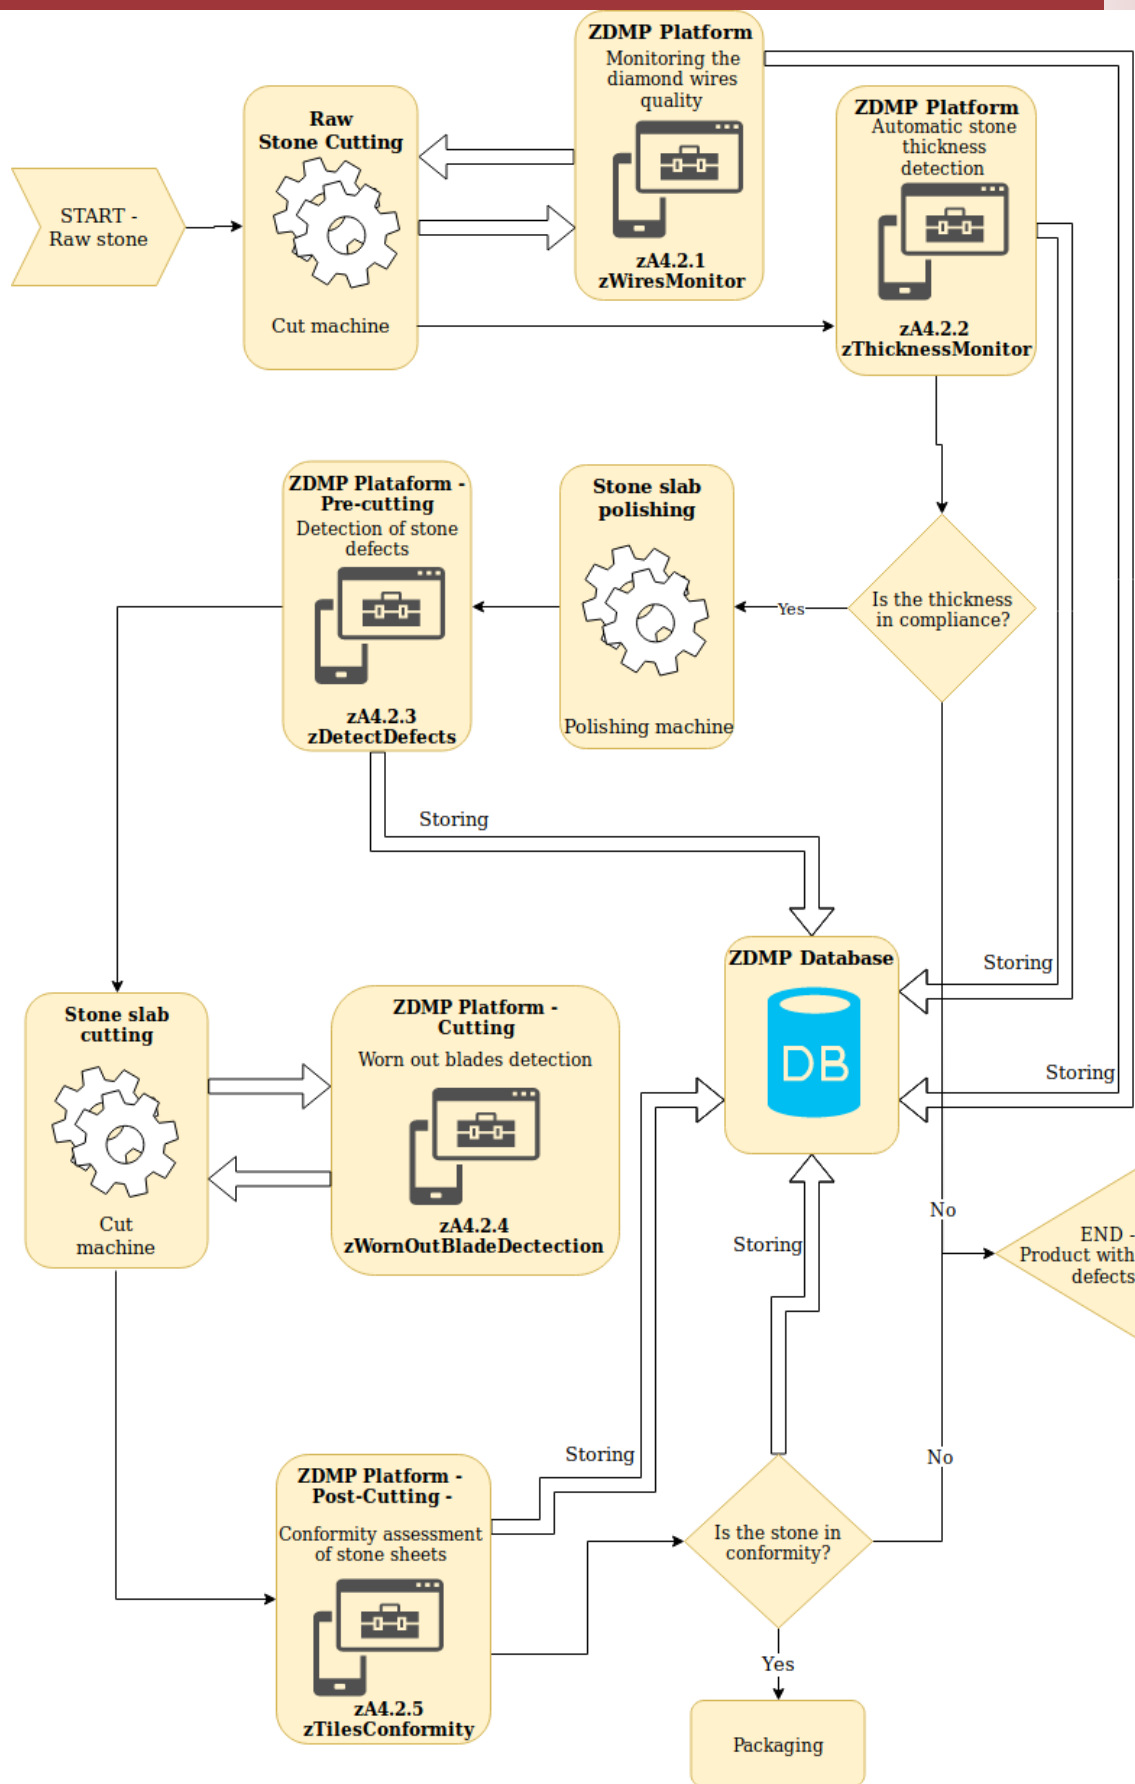 START -
Raw stone
Raw
Stone Cutting
Cut machine
ZDMP Platform
Monitoring the
diamond wires
quality
zA4.2.1
zWiresMonitor
ZDMP Platform
Automatic stone
thickness
detection
zA4.2.2
zThicknessMonitor
Is the thickness
in compliance?
Yes
Stone slab
polishing
Polishing machine
ZDMP Plataform -
Pre-cutting
Detection of stone
defects
zA4.2.3
zDetectDefects
Storing
ZDMP Database
DB
Storing
Storing
Stone slab
cutting
Cut
machine
ZDMP Platform -
Cutting
Worn out blades detection
zA4.2.4
zWornOutBladeDectection
No
END -
Product with
defects
Storing
No
Storing
ZDMP Platform -
Post-Cutting -
Conformity assessment
of stone sheets
zA4.2.5
zTilesConformity
Is the stone in
conformity?
Yes
Packaging